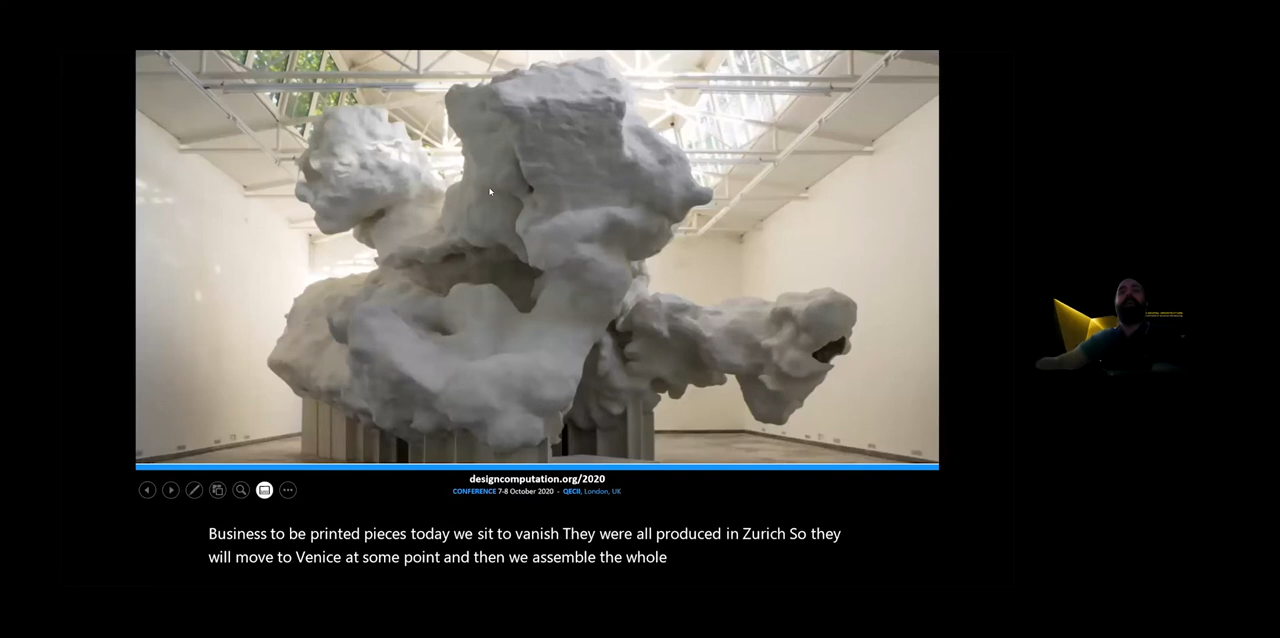 designcomputation.org/2020
CONFERENCE 7-8 October 2020 - QECII, London, UK
Business to be printed pieces today we sit to vanish They were all produced in Zurich So they
will move to Venice at some point and then we assemble the whole